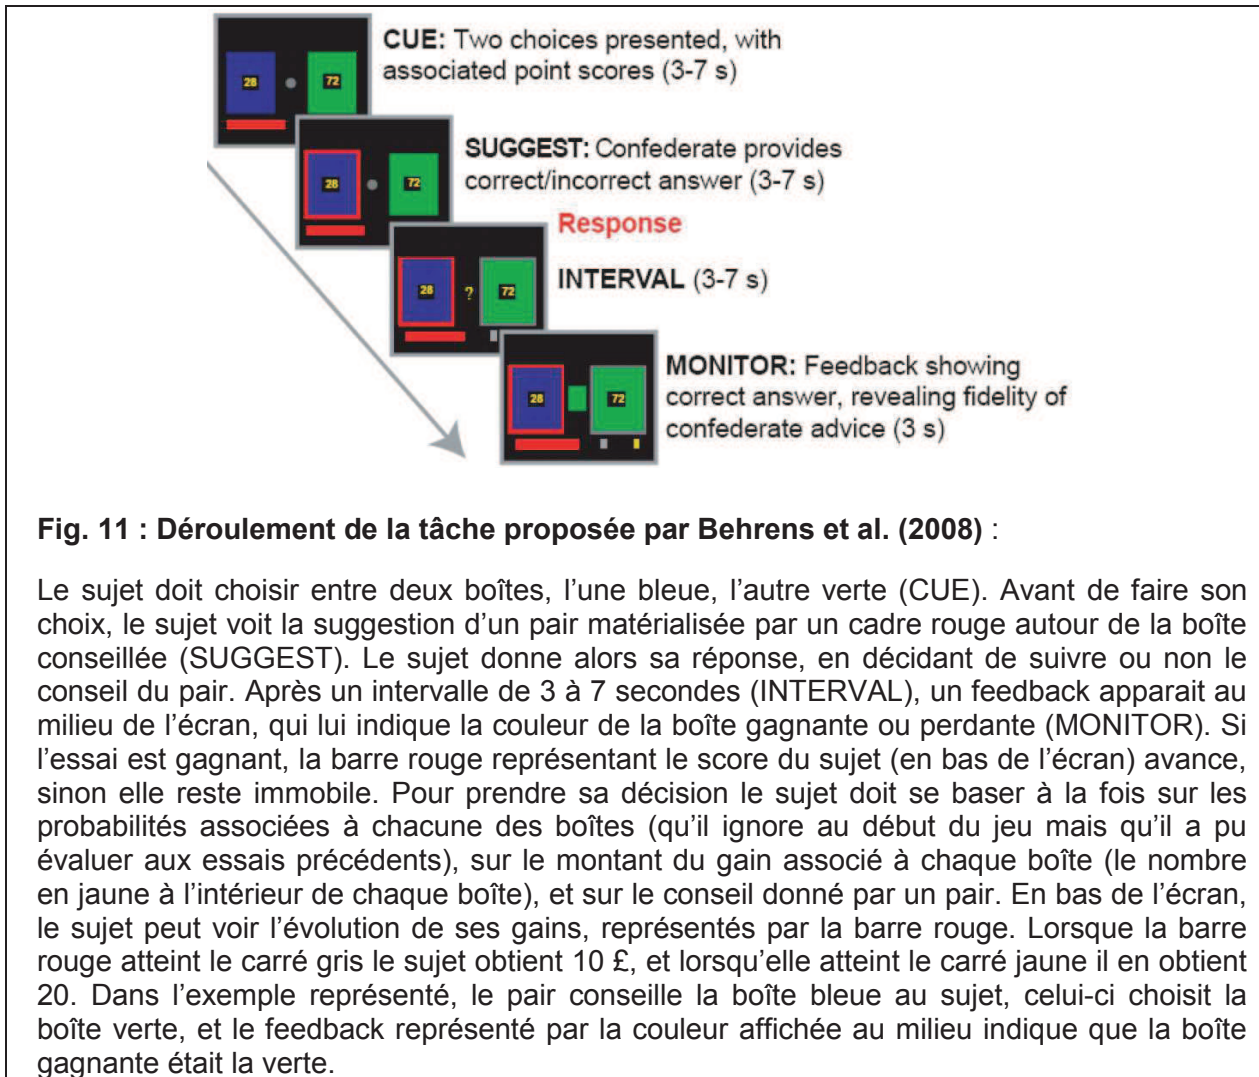 CUE: Two choices presented, with
associated point scores (3-7 s)
28
72
SUGGEST: Confederate provides
correct/incorrect answer (3-7 s)
28
72
Response
INTERVAL (3-7 s)
28
?
72
MONITOR: Feedback showing
correct answer, revealing fidelity of
confederate advice (3 s)
28
72
Fig. 11 : Déroulement de la tâche proposée par Behrens et al. (2008) :
Le sujet doit choisir entre deux boîtes, l’une bleue, l’autre verte (CUE). Avant de faire son
choix, le sujet voit la suggestion d’un pair matérialisée par un cadre rouge autour de la boîte
conseillée (SUGGEST). Le sujet donne alors sa réponse, en décidant de suivre ou non le
conseil du pair. Après un intervalle de 3 à 7 secondes (INTERVAL), un feedback apparait au
milieu de l’écran, qui lui indique la couleur de la boîte gagnante ou perdante (MONITOR). Si
l’essai est gagnant, la barre rouge représentant le score du sujet (en bas de l’écran) avance,
sinon elle reste immobile. Pour prendre sa décision le sujet doit se baser à la fois sur les
probabilités associées à chacune des boîtes (qu’il ignore au début du jeu mais qu’il a pu
évaluer aux essais précédents), sur le montant du gain associé à chaque boîte (le nombre
en jaune à l’intérieur de chaque boîte), et sur le conseil donné par un pair. En bas de l’écran,
le sujet peut voir l’évolution de ses gains, représentés par la barre rouge. Lorsque la barre
rouge atteint le carré gris le sujet obtient 10 £, et lorsqu’elle atteint le carré jaune il en obtient
20. Dans l’exemple représenté, le pair conseille la boîte bleue au sujet, celui-ci choisit la
boîte verte, et le feedback représenté par la couleur affichée au milieu indique que la boîte
gagnante était la verte.